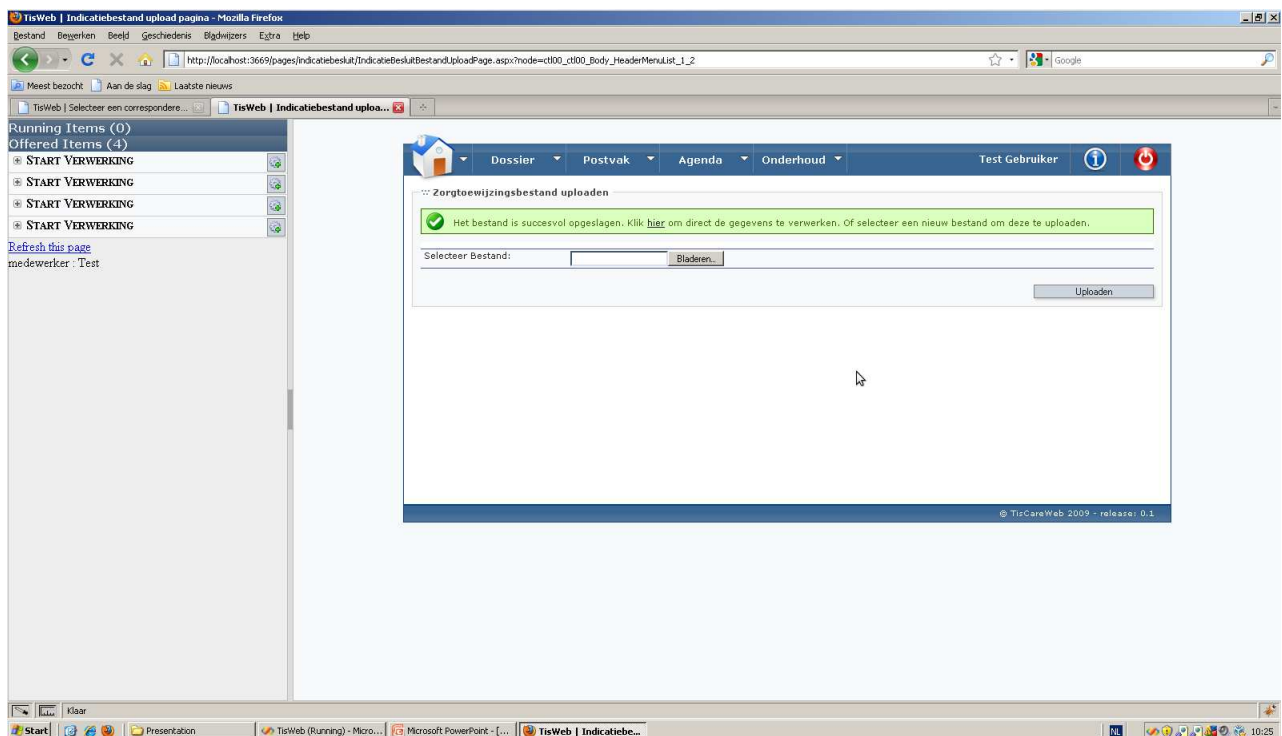 TisWeb | Indicatiebestand upload pagina - Mozilla Firefox
Bestand Bewerken Beeld Geschiedenis Bladwijzers Extra Help
http://localhost:3669/pages/indicatiebesluit/IndicatieBesluitBestandUploadPage.aspx?node=ctl00_ctl00_Body_HeaderMenuList_1_2
Google
Meest bezocht Aan de slag Laatste nieuws
TisWeb | Selecteer een correspondere... TisWeb | Indicatiebestand uploa...
Running Items (0)
Offered Items (4)
START VERWERKING
START VERWERKING
START VERWERKING
START VERWERKING
Refresh this page
medewerker : Test
Dossier Postvak Agenda Onderhoud Test Gebruiker
Zorgtoewijzingsbestand uploaden
Het bestand is succesvol opgeslagen. Klik hier om direct de gegevens te verwerken. Of selecteer een nieuw bestand om deze te uploaden.
Selecteer Bestand: Bladeren...
Uploaden
© TisCareWeb 2009 - release: 0.1
Klaar
Start Presentation TisWeb (Running) - Micro... Microsoft PowerPoint - [... TisWeb | Indicatiebe... NL 10:25